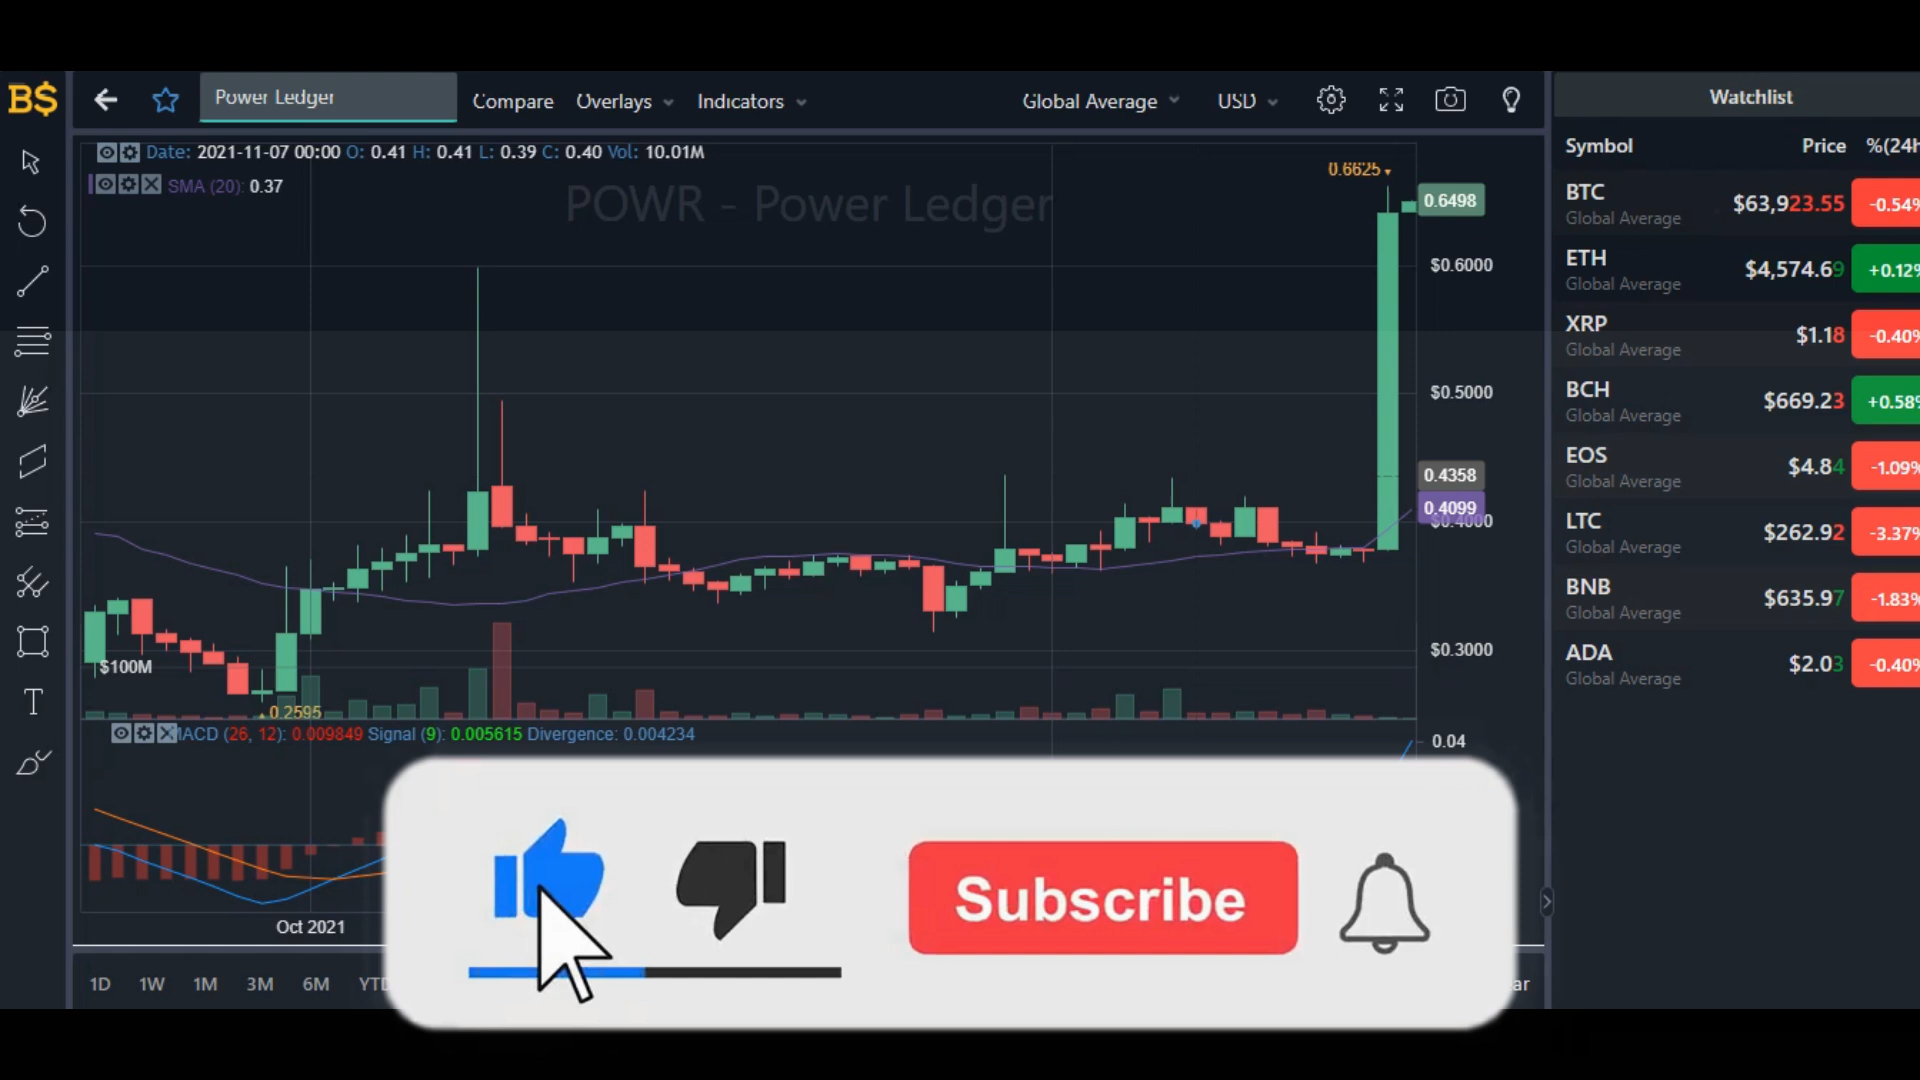 B$
Power Ledger
Compare Overlays Indicators
Global Average USD
Watchlist
Date: 2021-11-07 00:00 O: 0.41 H: 0.41 L: 0.39 C: 0.40 Vol: 10.01M
SMA (20): 0.37
POWR - Power Ledger
0.6625
0.6498
$0.6000
$0.5000
0.4358
0.4099
$0.4000
$0.3000
$100M
0.2595
MACD (26, 12): 0.009849 Signal (9): 0.005615 Divergence: 0.004234
0.04
Oct 2021
1D 1W 1M 3M 6M YTD
ar
Symbol Price %(24h
BTC $63,923.55 -0.54%
Global Average
ETH $4,574.69 +0.12%
Global Average
XRP $1.18 -0.40%
Global Average
BCH $669.23 +0.58%
Global Average
EOS $4.84 -1.09%
Global Average
LTC $262.92 -3.37%
Global Average
BNB $635.97 -1.83%
Global Average
ADA $2.03 -0.40%
Global Average
T
Subscribe